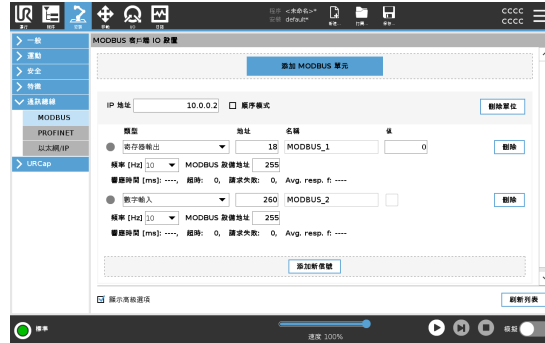 程序 <未命名>*
安裝 default*
CCCC
CCCC
執行
程序
安裝
移動
I/O
日誌
新建...
打開...
保存...
一般
運動
安全
特徵
通訊總線
MODBUS
PROFINET
以太網/IP
URCap
MODBUS 客戶端 IO 設置
添加 MODBUS 單元
IP 地址 10.0.0.2 順序模式 刪除單位
類型 地址 名稱 值
寄存器輸出 18 MODBUS_1 0 刪除
頻率 [Hz] 10 MODBUS 設備地址 255
響應時間 [ms]: ----, 超時: 0, 請求失敗: 0, Avg. resp. f: ----
數字輸入 260 MODBUS_2 刪除
頻率 [Hz] 10 MODBUS 設備地址 255
響應時間 [ms]: ----, 超時: 0, 請求失敗: 0, Avg. resp. f: ----
添加新信號
顯示高級選項
刷新列表
標準
速度 100%
模擬